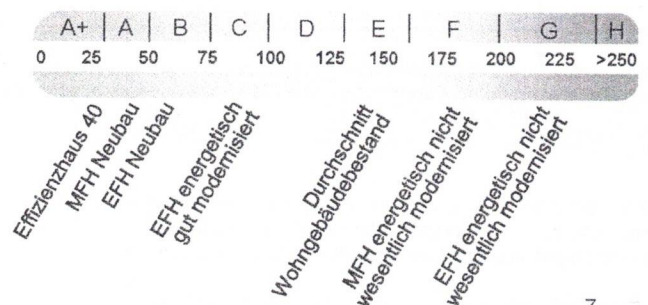 A+ | A | B | C | D | E | F | G | H
0 25 50 75 100 125 150 175 200 225 >250
Effizienzhaus 40
MFH Neubau
EFH Neubau
EFH energetisch
gut modernisiert
Durchschnitt
Wohngebäudebestand
MFH energetisch nicht
wesentlich modernisiert
EFH energetisch nicht
wesentlich modernisiert